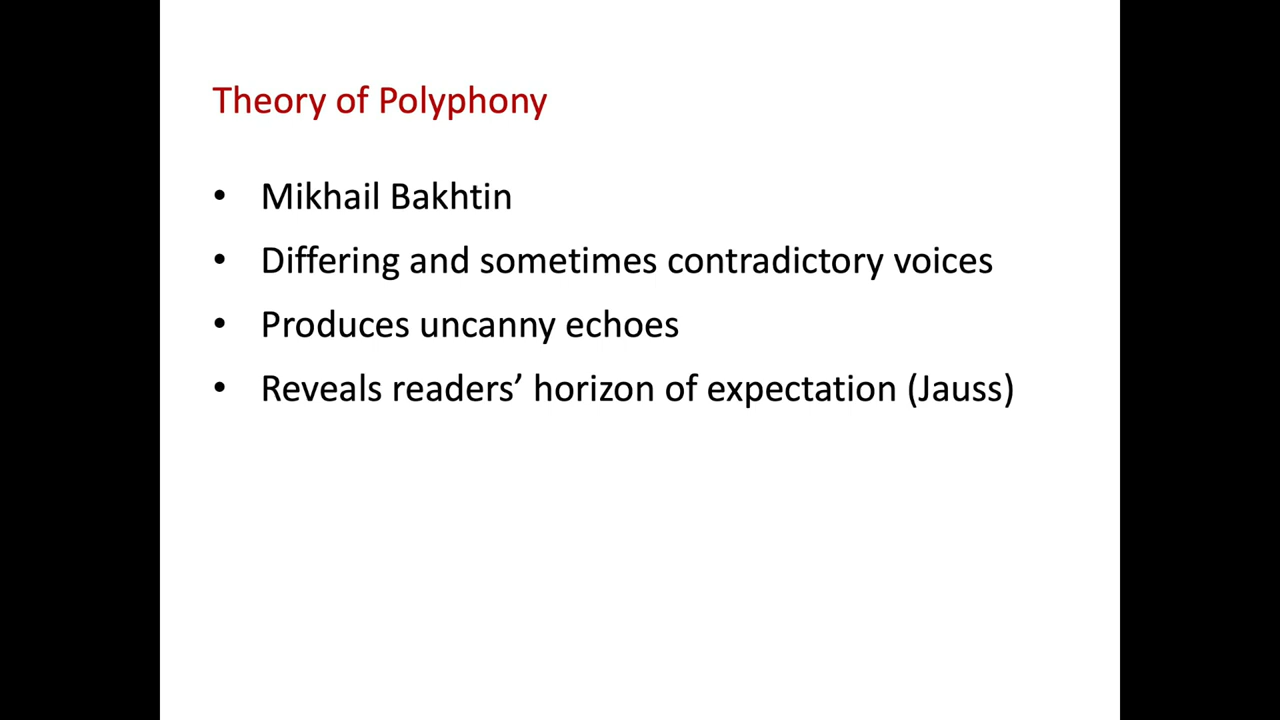 Theory of Polyphony
• Mikhail Bakhtin
• Differing and sometimes contradictory voices
• Produces uncanny echoes
• Reveals readers’ horizon of expectation (Jauss)